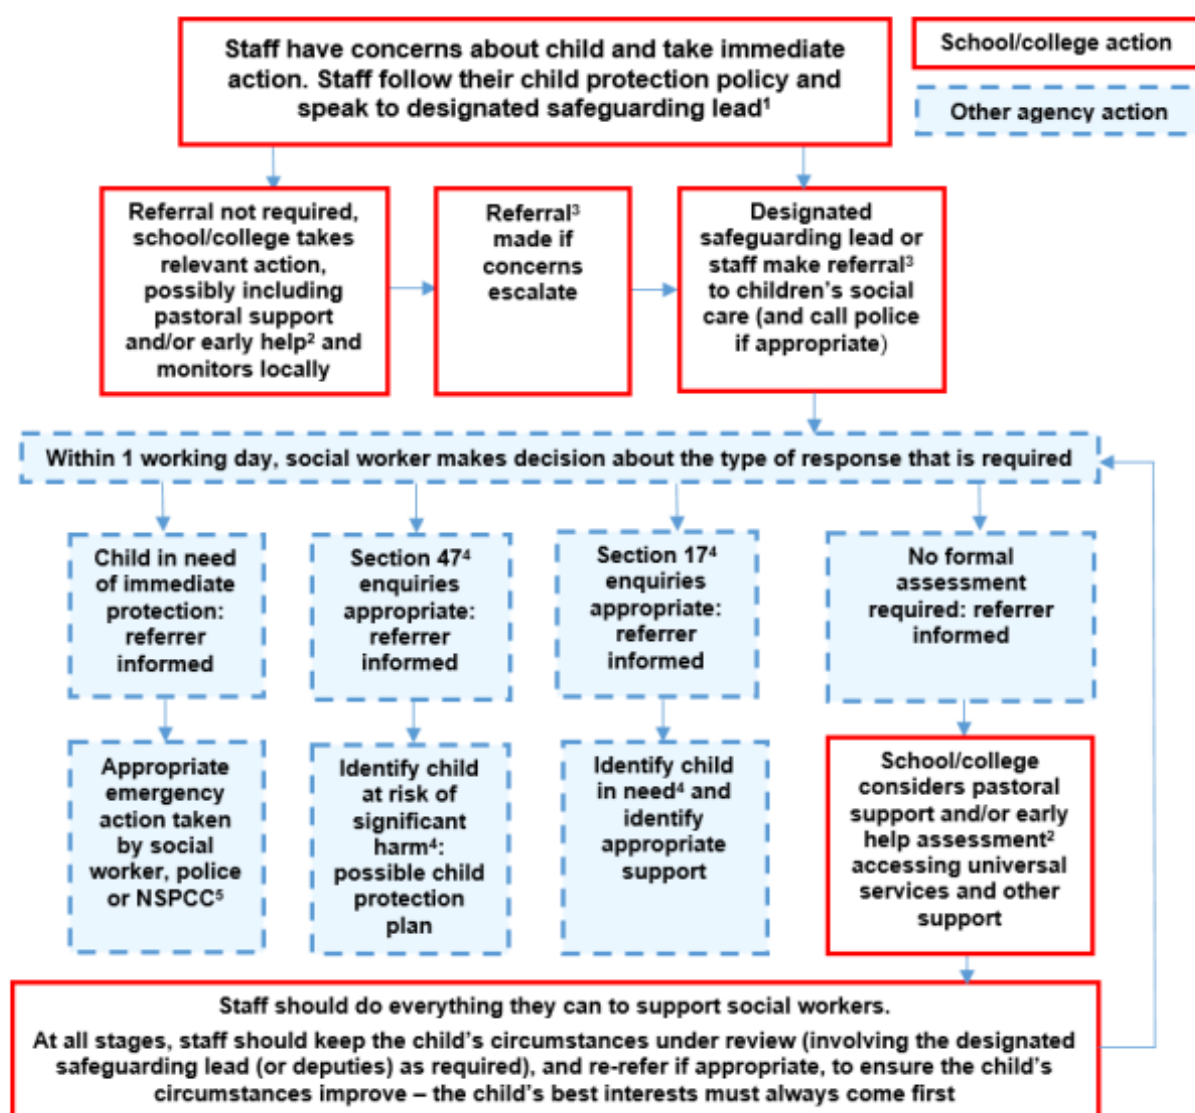 Staff have concerns about child and take immediate
action. Staff follow their child protection policy and
speak to designated safeguarding lead¹
School/college action
Other agency action
Referral not required,
school/college takes
relevant action,
possibly including
pastoral support
and/or early help² and
monitors locally
Referral³
made if
concerns
escalate
Designated
safeguarding lead or
staff make referral³
to children’s social
care (and call police
if appropriate)
Within 1 working day, social worker makes decision about the type of response that is required
Child in need
of immediate
protection:
referrer
informed
Section 47⁴
enquiries
appropriate:
referrer
informed
Section 17⁴
enquiries
appropriate:
referrer
informed
No formal
assessment
required: referrer
informed
Appropriate
emergency
action taken
by social
worker, police
or NSPCC⁵
Identify child
at risk of
significant
harm⁴:
possible child
protection
plan
Identify child
in need⁴ and
identify
appropriate
support
School/college
considers pastoral
support and/or early
help assessment²
accessing universal
services and other
support
Staff should do everything they can to support social workers.
At all stages, staff should keep the child’s circumstances under review (involving the designated
safeguarding lead (or deputies) as required), and re-refer if appropriate, to ensure the child’s
circumstances improve – the child’s best interests must always come first